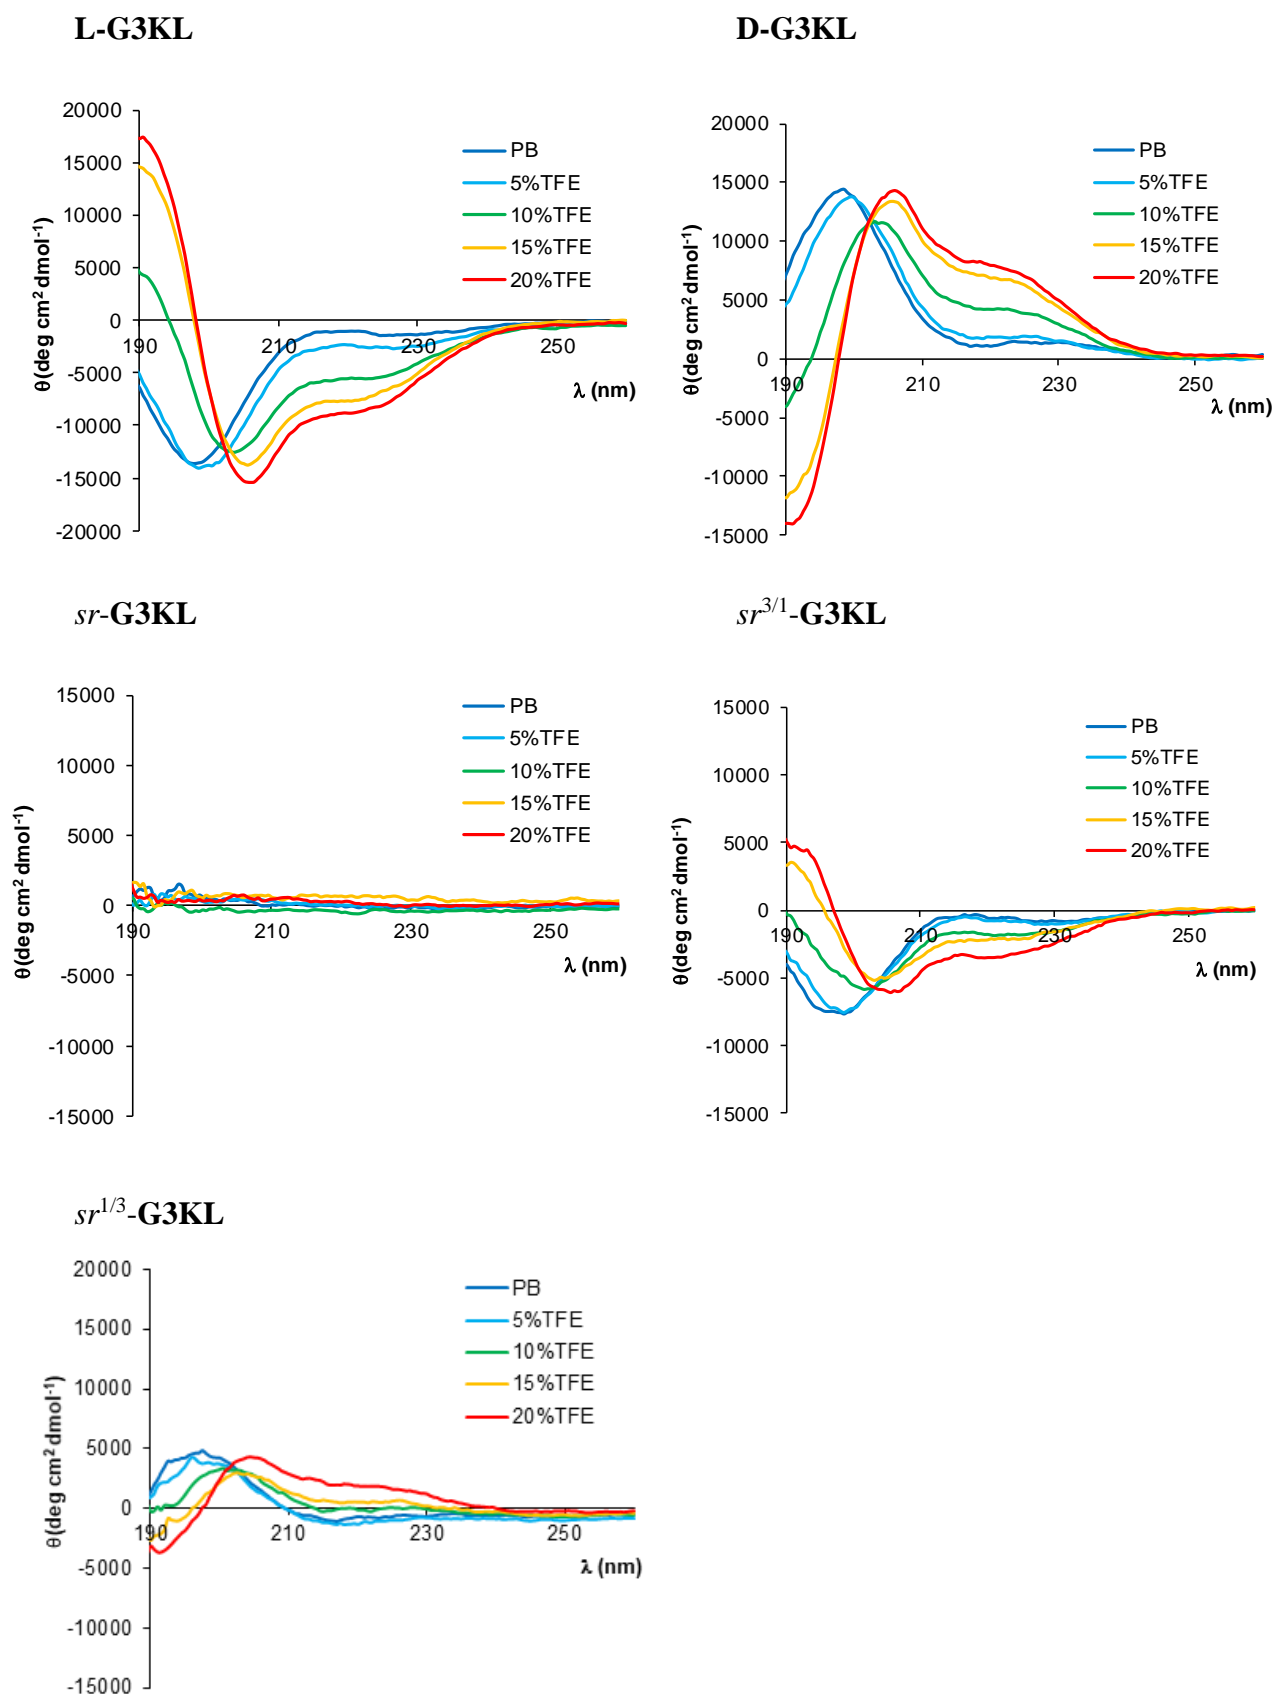 L-G3KL
D-G3KL
20000
15000
10000
5000
0
-5000
-10000
-15000
-20000
190
210
230
250
θ(deg cm² dmol⁻¹)
λ (nm)
PB
5%TFE
10%TFE
15%TFE
20%TFE
20000
15000
10000
5000
0
-5000
-10000
-15000
190
210
230
250
θ(deg cm² dmol⁻¹)
λ (nm)
PB
5%TFE
10%TFE
15%TFE
20%TFE
sr-G3KL
sr³ᐟ¹-G3KL
15000
10000
5000
0
-5000
-10000
-15000
190
210
230
250
θ(deg cm² dmol⁻¹)
λ (nm)
PB
5%TFE
10%TFE
15%TFE
20%TFE
15000
10000
5000
0
-5000
-10000
-15000
190
210
230
250
θ(deg cm² dmol⁻¹)
λ (nm)
PB
5%TFE
10%TFE
15%TFE
20%TFE
sr¹ᐟ³-G3KL
20000
15000
10000
5000
0
-5000
-10000
-15000
190
210
230
250
θ(deg cm² dmol⁻¹)
λ (nm)
PB
5%TFE
10%TFE
15%TFE
20%TFE